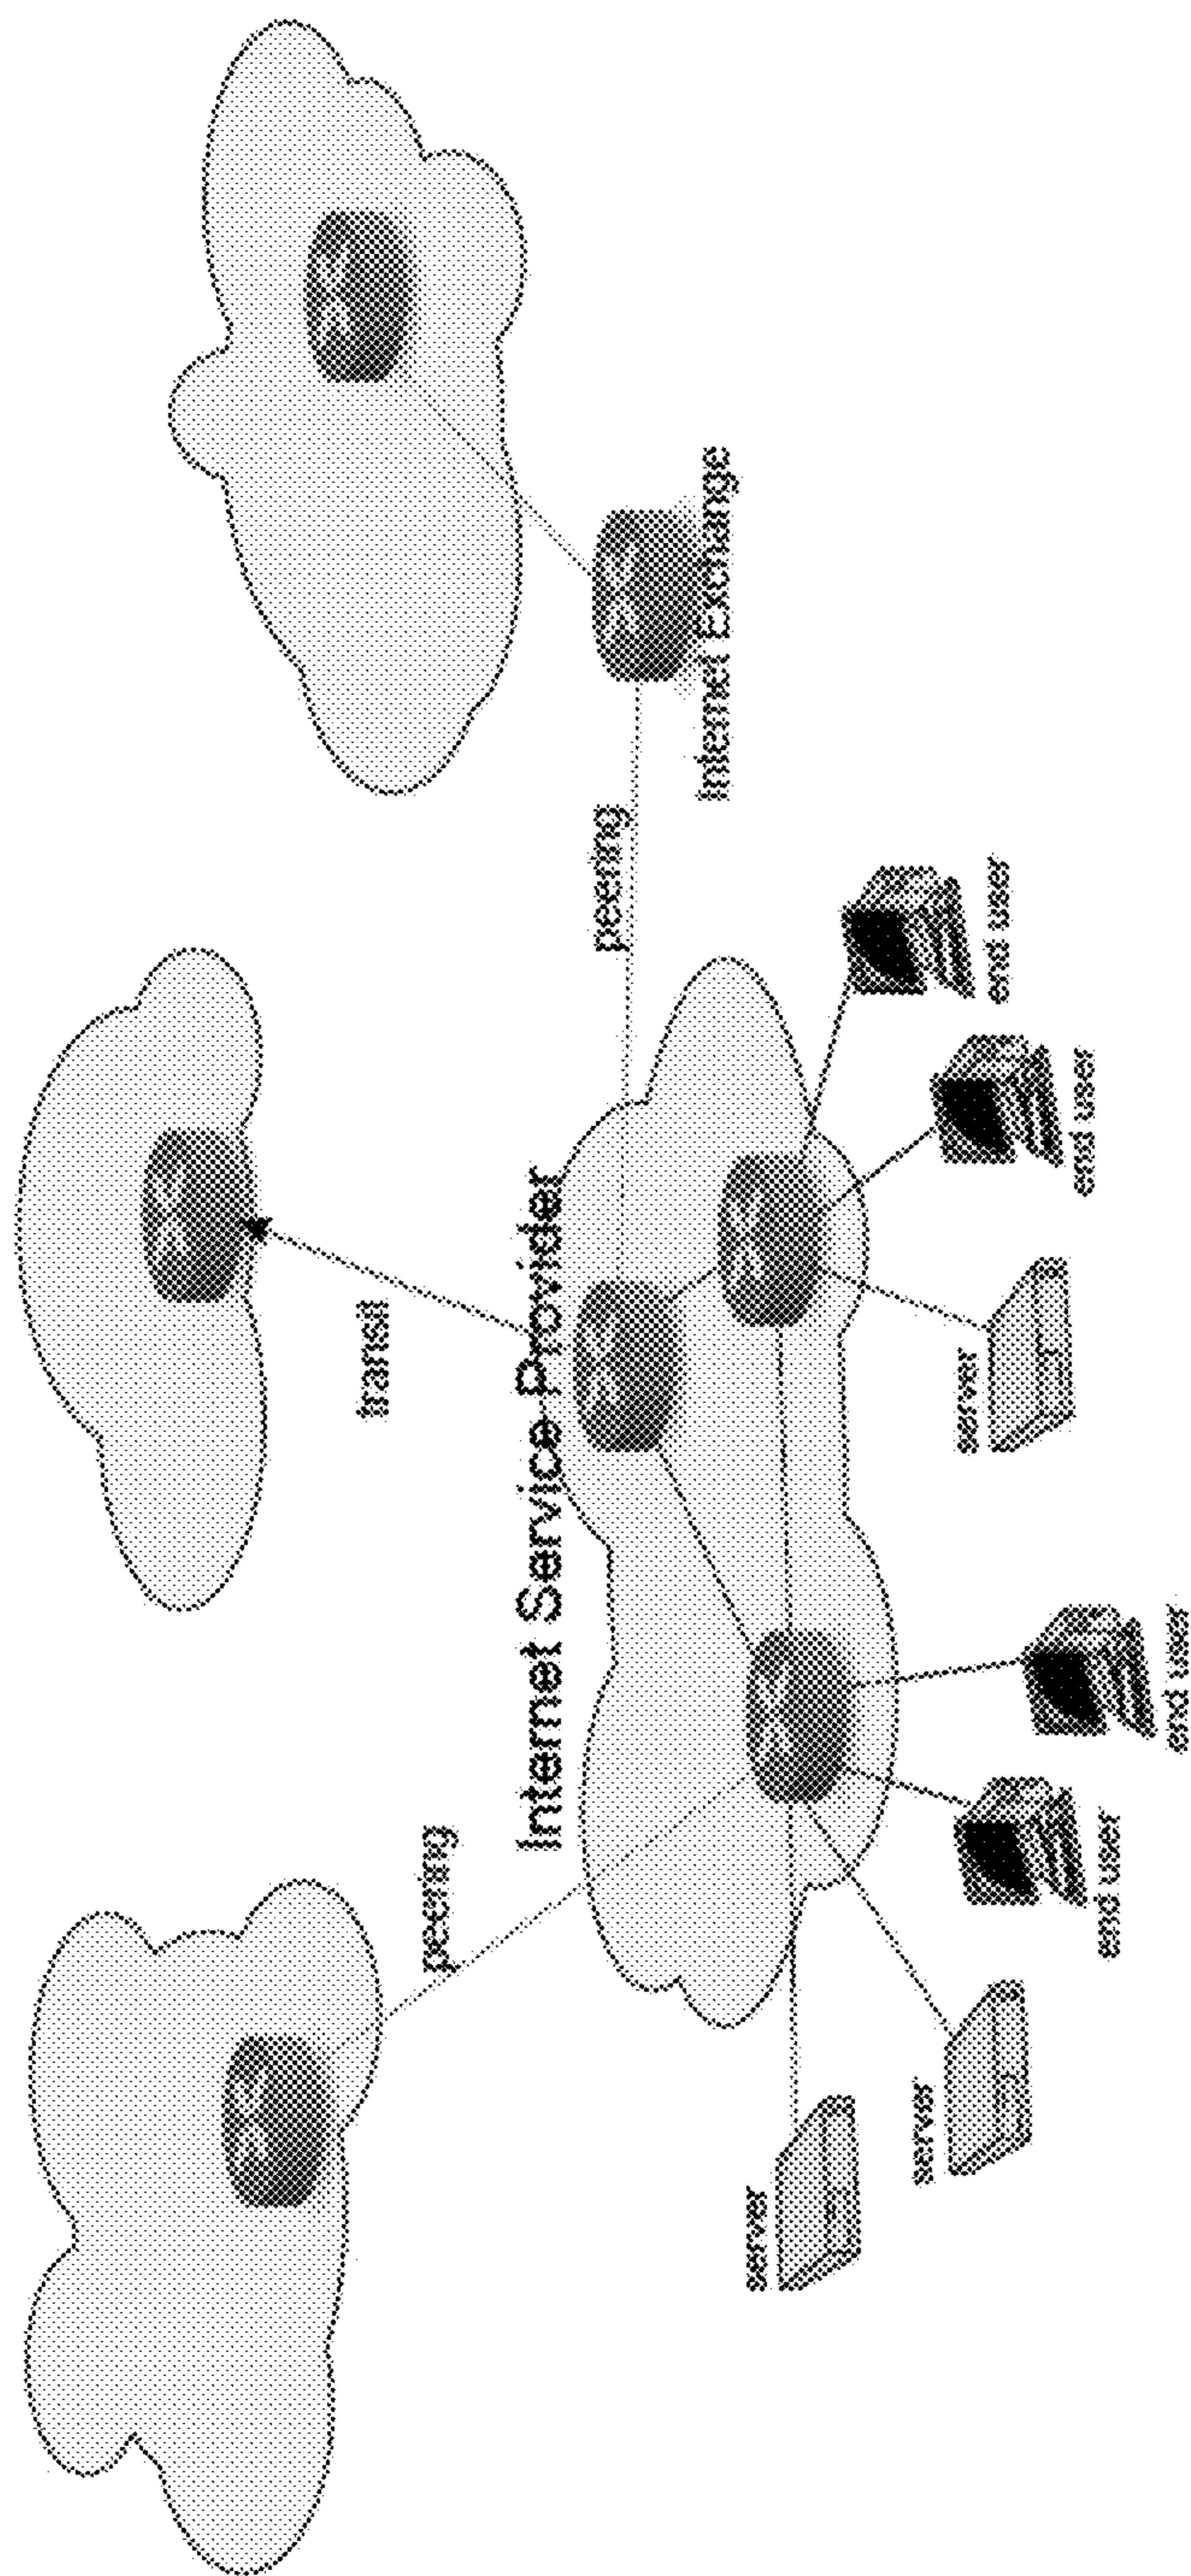 peering
transit
Internet Service Provider
peering
Internet Exchange
server
server
end user
end user
server
end user
end user